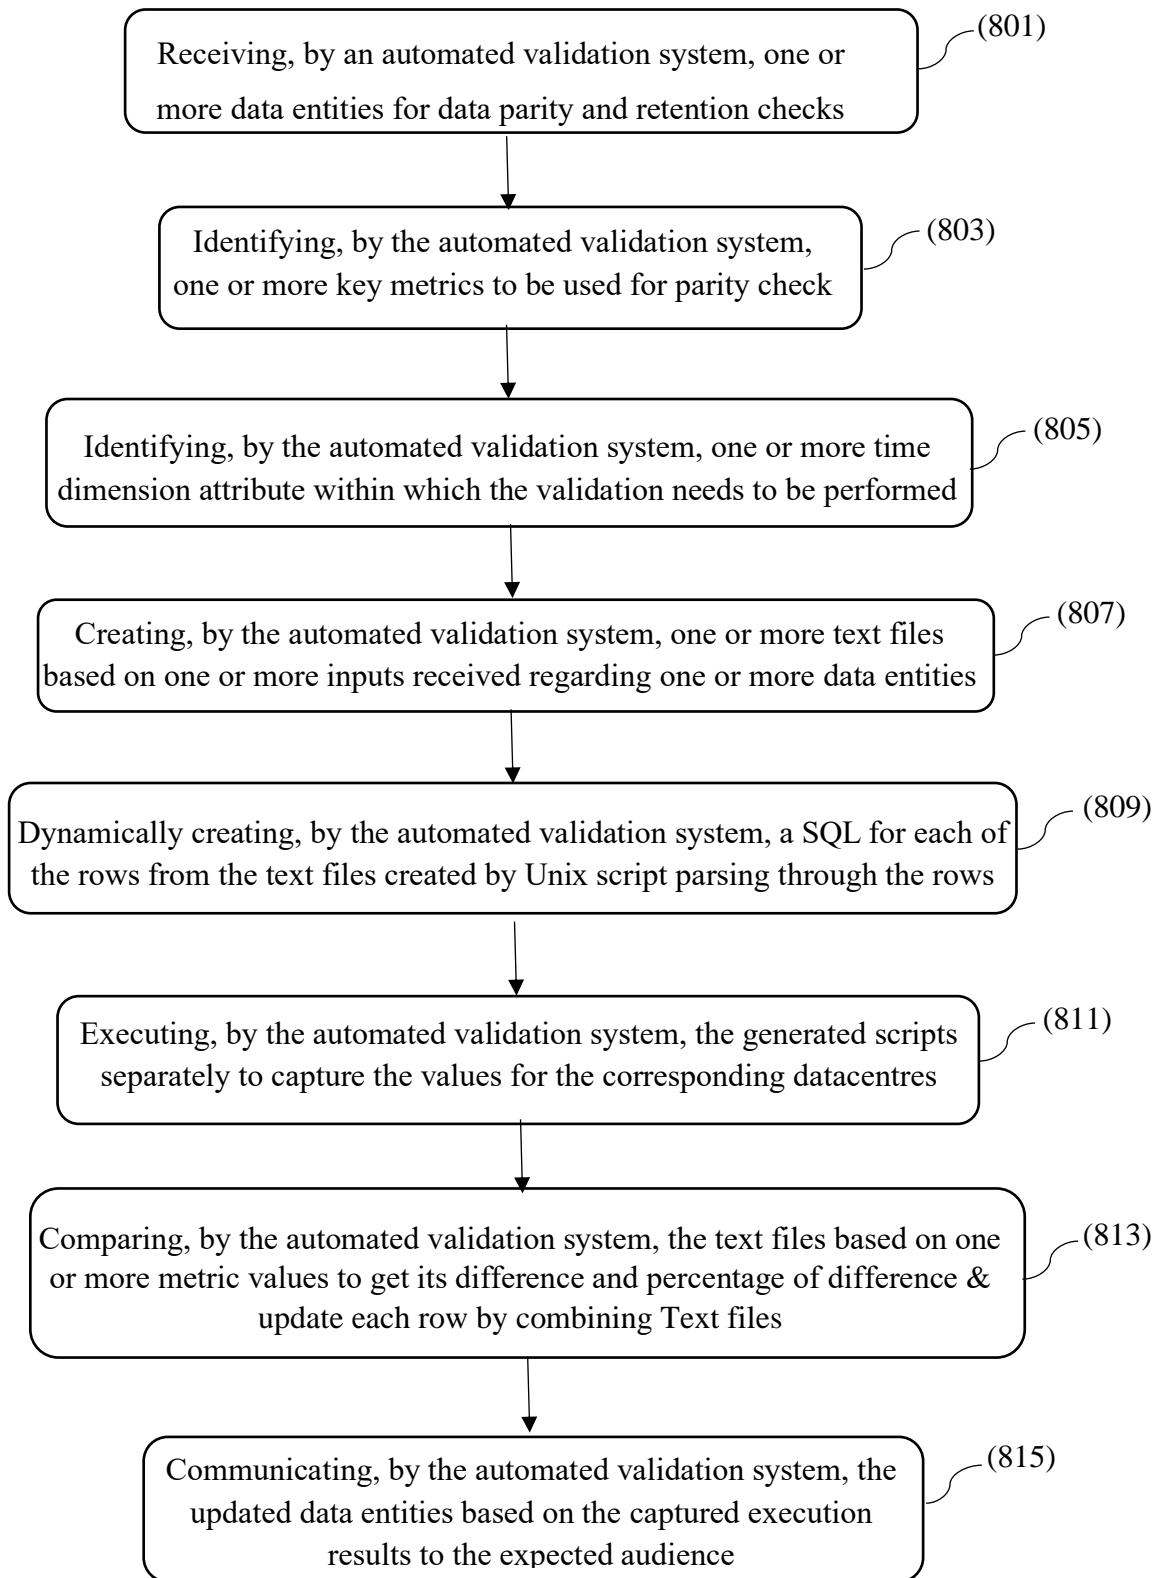 Receiving, by an automated validation system, one or
more data entities for data parity and retention checks
(801)
Identifying, by the automated validation system,
one or more key metrics to be used for parity check
(803)
Identifying, by the automated validation system, one or more time
dimension attribute within which the validation needs to be performed
(805)
Creating, by the automated validation system, one or more text files
based on one or more inputs received regarding one or more data entities
(807)
Dynamically creating, by the automated validation system, a SQL for each of
the rows from the text files created by Unix script parsing through the rows
(809)
Executing, by the automated validation system, the generated scripts
separately to capture the values for the corresponding datacentres
(811)
Comparing, by the automated validation system, the text files based on one
or more metric values to get its difference and percentage of difference &
update each row by combining Text files
(813)
Communicating, by the automated validation system, the
updated data entities based on the captured execution
results to the expected audience
(815)